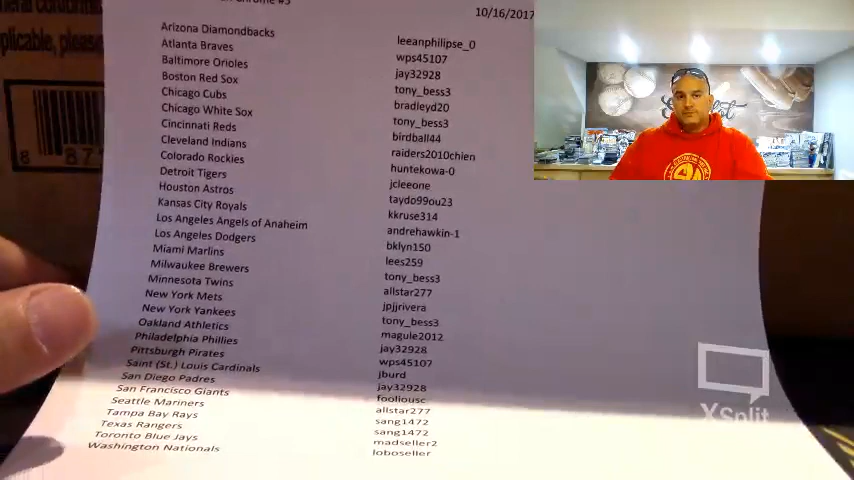 Chrome #5
10/16/2017
Arizona Diamondbacks leeanphilipse_0
Atlanta Braves wps45107
Baltimore Orioles jay32928
Boston Red Sox tony_bess3
Chicago Cubs bradleyd20
Chicago White Sox tony_bess3
Cincinnati Reds birdball44
Cleveland Indians raiders2010chien
Colorado Rockies huntekowa-0
Detroit Tigers jcleeone
Houston Astros taydo99ou23
Kansas City Royals kkruse314
Los Angeles Angels of Anaheim andrehawkin-1
Los Angeles Dodgers bklyn150
Miami Marlins lees259
Milwaukee Brewers tony_bess3
Minnesota Twins allstar277
New York Mets jpjjrivera
New York Yankees tony_bess3
Oakland Athletics magule2012
Philadelphia Phillies jay32928
Pittsburgh Pirates wps45107
Saint (St.) Louis Cardinals jburd
San Diego Padres jay32928
San Francisco Giants fooliousc
Seattle Mariners allstar277
Tampa Bay Rays sang1472
Texas Rangers sang1472
Toronto Blue Jays madseller2
Washington Nationals loboseller
plicable, please
XSplit